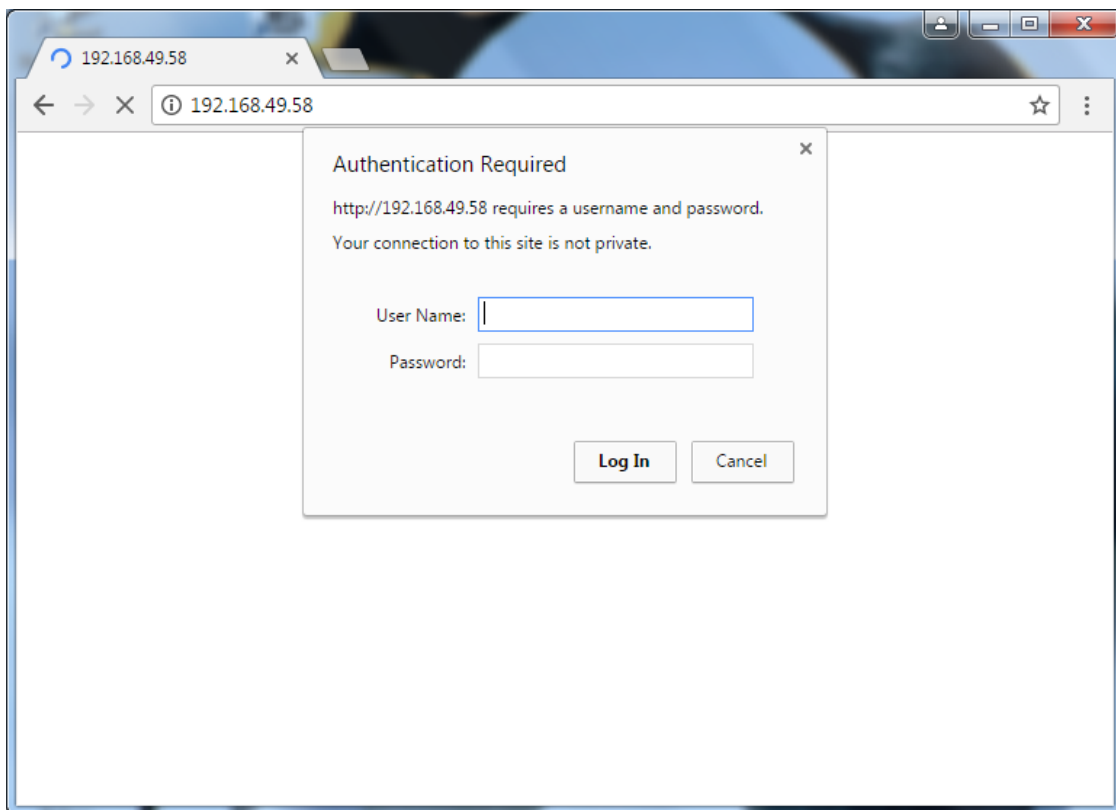 192.168.49.58
192.168.49.58
Authentication Required
http://192.168.49.58 requires a username and password.
Your connection to this site is not private.
User Name:
Password:
Log In Cancel